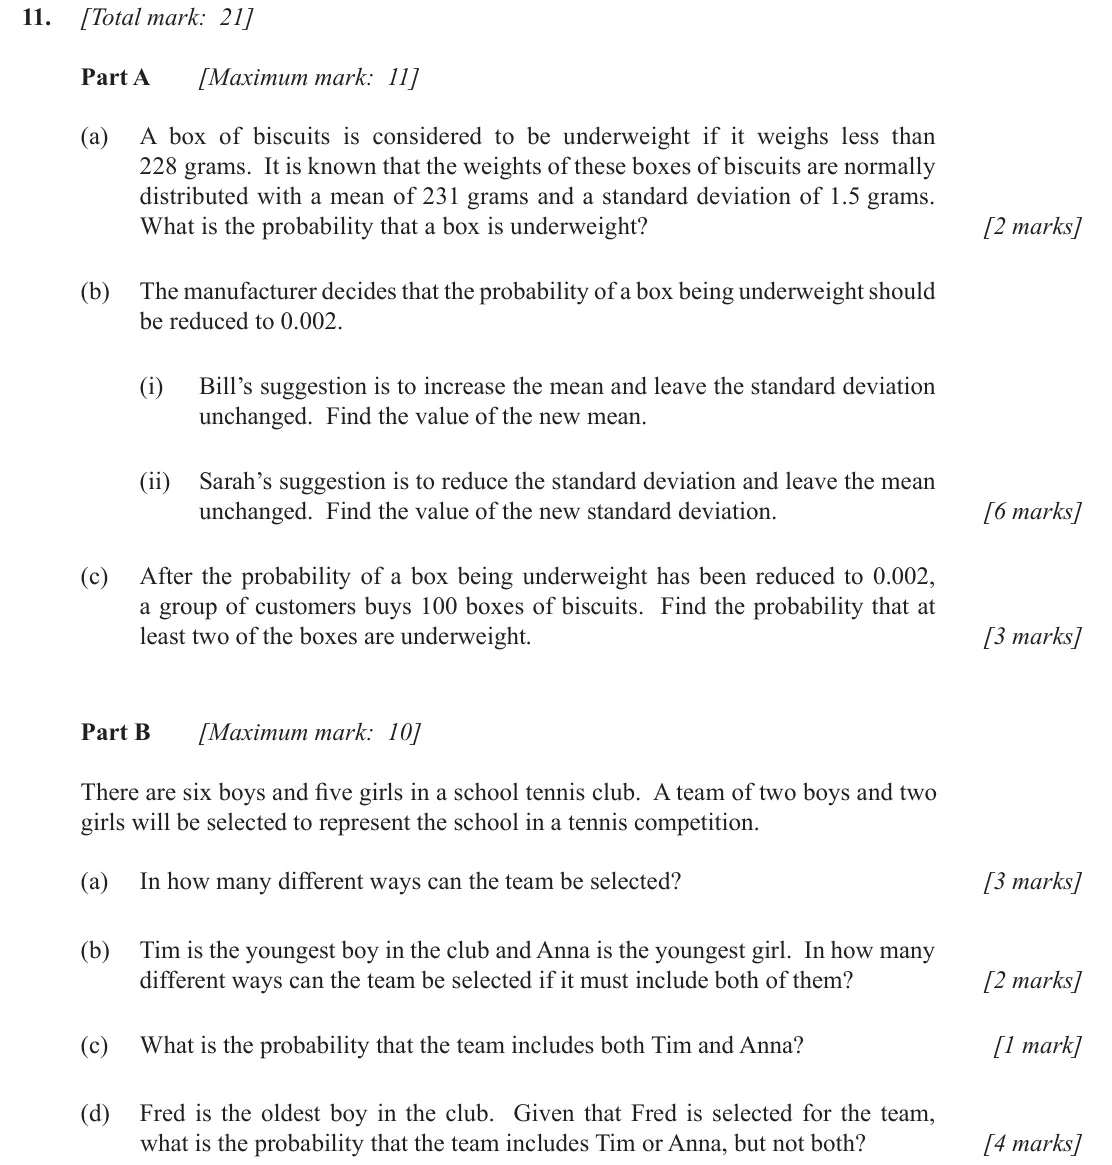 11. [Total mark: 21]
Part A [Maximum mark: 11]
(a) A box of biscuits is considered to be underweight if it weighs less than
228 grams. It is known that the weights of these boxes of biscuits are normally
distributed with a mean of 231 grams and a standard deviation of 1.5 grams.
What is the probability that a box is underweight? [2 marks]
(b) The manufacturer decides that the probability of a box being underweight should
be reduced to 0.002.
(i) Bill’s suggestion is to increase the mean and leave the standard deviation
unchanged. Find the value of the new mean.
(ii) Sarah’s suggestion is to reduce the standard deviation and leave the mean
unchanged. Find the value of the new standard deviation. [6 marks]
(c) After the probability of a box being underweight has been reduced to 0.002,
a group of customers buys 100 boxes of biscuits. Find the probability that at
least two of the boxes are underweight. [3 marks]
Part B [Maximum mark: 10]
There are six boys and five girls in a school tennis club. A team of two boys and two
girls will be selected to represent the school in a tennis competition.
(a) In how many different ways can the team be selected? [3 marks]
(b) Tim is the youngest boy in the club and Anna is the youngest girl. In how many
different ways can the team be selected if it must include both of them? [2 marks]
(c) What is the probability that the team includes both Tim and Anna? [1 mark]
(d) Fred is the oldest boy in the club. Given that Fred is selected for the team,
what is the probability that the team includes Tim or Anna, but not both? [4 marks]